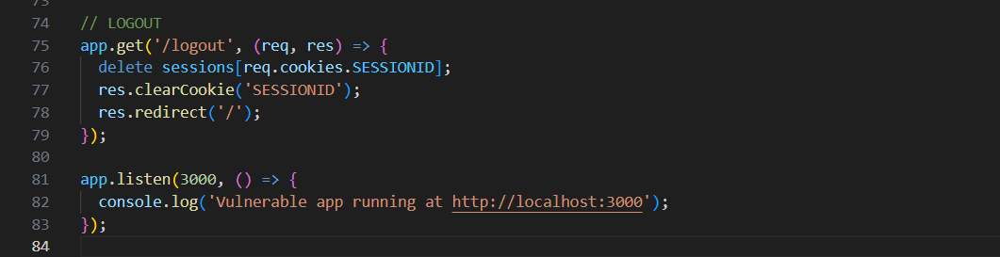 73
74 // LOGOUT
75 app.get('/logout', (req, res) => {
76   delete sessions[req.cookies.SESSIONID];
77   res.clearCookie('SESSIONID');
78   res.redirect('/');
79 });
80
81 app.listen(3000, () => {
82   console.log('Vulnerable app running at http://localhost:3000');
83 });
84